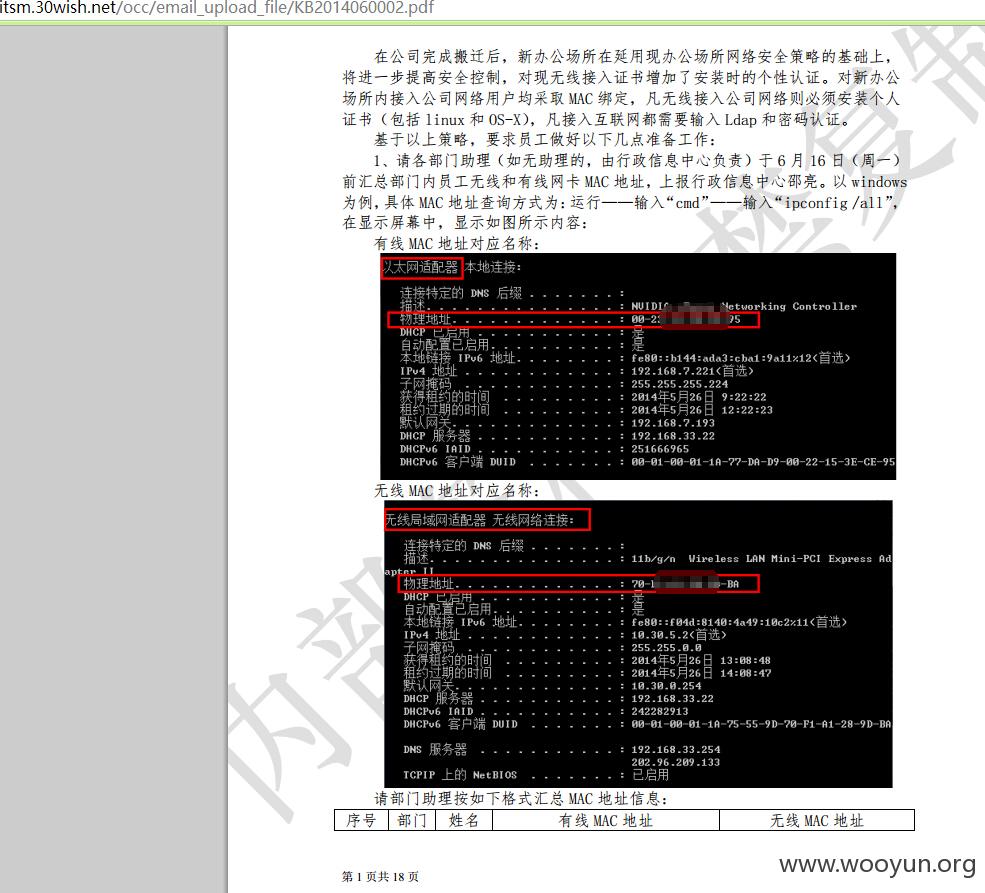 itsm.30wish.net/occ/email_upload_file/KB2014060002.pdf
在公司完成搬迁后，新办公场所在延用现办公场所网络安全策略的基础上，
将进一步提高安全控制，对现无线接入证书增加了安装时的个性认证。对新办公
场所内接入公司网络用户均采取 MAC 绑定，凡无线接入公司网络则必须安装个人
证书（包括 linux 和 OS-X），凡接入互联网都需要输入 Ldap 和密码认证。
基于以上策略，要求员工做好以下几点准备工作：
1、请各部门助理（如无助理的，由行政信息中心负责）于 6 月 16 日（周一）
前汇总部门内员工无线和有线网卡 MAC 地址，上报行政信息中心邵亮。以 windows
为例，具体 MAC 地址查询方式为：运行——输入“cmd”——输入“ipconfig /all”，
在显示屏幕中，显示如图所示内容：
有线 MAC 地址对应名称：
以太网适配器 本地连接：
连接特定的 DNS 后缀 . . . . . . . :
描述. . . . . . . . . . . . . . . : NVIDIA Networking Controller
物理地址. . . . . . . . . . . . . : 00-2 95
DHCP 已启用 . . . . . . . . . . . : 是
自动配置已启用. . . . . . . . . . : 是
本地链接 IPv6 地址. . . . . . . . : fe80::b144:ada3:cba1:9a11%12(首选)
IPv4 地址 . . . . . . . . . . . . : 192.168.7.221(首选)
子网掩码 . . . . . . . . . . . . : 255.255.255.224
获得租约的时间 . . . . . . . . . : 2014年5月26日 9:22:22
租约过期的时间 . . . . . . . . . : 2014年5月26日 12:22:23
默认网关. . . . . . . . . . . . . : 192.168.7.193
DHCP 服务器 . . . . . . . . . . . : 192.168.33.22
DHCPv6 IAID . . . . . . . . . . . : 251666965
DHCPv6 客户端 DUID . . . . . . . : 00-01-00-01-1A-77-DA-D9-00-22-15-3E-CE-95
无线 MAC 地址对应名称：
无线局域网适配器 无线网络连接：
连接特定的 DNS 后缀 . . . . . . . :
描述. . . . . . . . . . . . . . . : 11b/g/n Wireless LAN Mini-PCI Express Ad
apter II
物理地址. . . . . . . . . . . . . : 70- -BA
DHCP 已启用 . . . . . . . . . . . : 是
自动配置已启用. . . . . . . . . . : 是
本地链接 IPv6 地址. . . . . . . . : fe80::f04d:8140:4a49:10c2%11(首选)
IPv4 地址 . . . . . . . . . . . . : 10.30.5.2(首选)
子网掩码 . . . . . . . . . . . . : 255.255.0.0
获得租约的时间 . . . . . . . . . : 2014年5月26日 13:08:48
租约过期的时间 . . . . . . . . . : 2014年5月26日 14:08:47
默认网关. . . . . . . . . . . . . : 10.30.0.254
DHCP 服务器 . . . . . . . . . . . : 192.168.33.22
DHCPv6 IAID . . . . . . . . . . . : 242282913
DHCPv6 客户端 DUID . . . . . . . : 00-01-00-01-1A-75-55-9D-70-F1-A1-28-9D-BA
DNS 服务器 . . . . . . . . . . . : 192.168.33.254
202.96.209.133
TCPIP 上的 NetBIOS . . . . . . . : 已启用
请部门助理按如下格式汇总 MAC 地址信息：
序号 部门 姓名 有线 MAC 地址 无线 MAC 地址
第 1 页共 18 页
www.wooyun.org